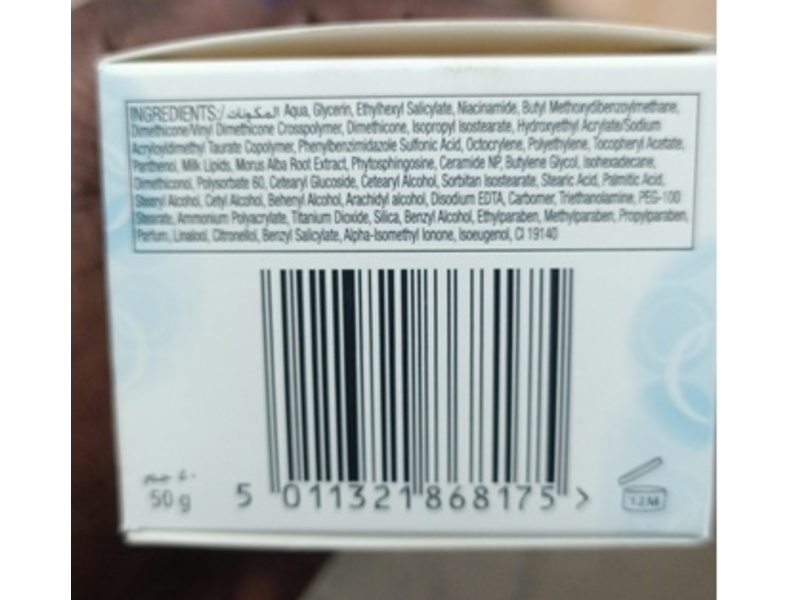 INGREDIENTS:/المكونات Aqua, Glycerin, Ethylhexyl Salicylate, Niacinamide, Butyl Methoxydibenzoylmethane,
Dimethicone/Vinyl Dimethicone Crosspolymer, Dimethicone, Isopropyl Isostearate, Hydroxyethyl Acrylate/Sodium
Acryloyldimethyl Taurate Copolymer, Phenylbenzimidazole Sulfonic Acid, Octocrylene, Polyethylene, Tocopheryl Acetate,
Panthenol, Milk Lipids, Morus Alba Root Extract, Phytosphingosine, Ceramide NP, Butylene Glycol, Isohexadecane,
Dimethiconol, Polysorbate 60, Cetearyl Glucoside, Cetearyl Alcohol, Sorbitan Isostearate, Stearic Acid, Palmitic Acid,
Stearyl Alcohol, Cetyl Alcohol, Behenyl Alcohol, Arachidyl alcohol, Disodium EDTA, Carbomer, Triethanolamine, PEG-100
Stearate, Ammonium Polyacrylate, Titanium Dioxide, Silica, Benzyl Alcohol, Ethylparaben, Methylparaben, Propylparaben,
Parfum, Linalool, Citronellol, Benzyl Salicylate, Alpha-Isomethyl Ionone, Isoeugenol, CI 19140
٥٠ جم
50 g
5 011321 868175 >
12M